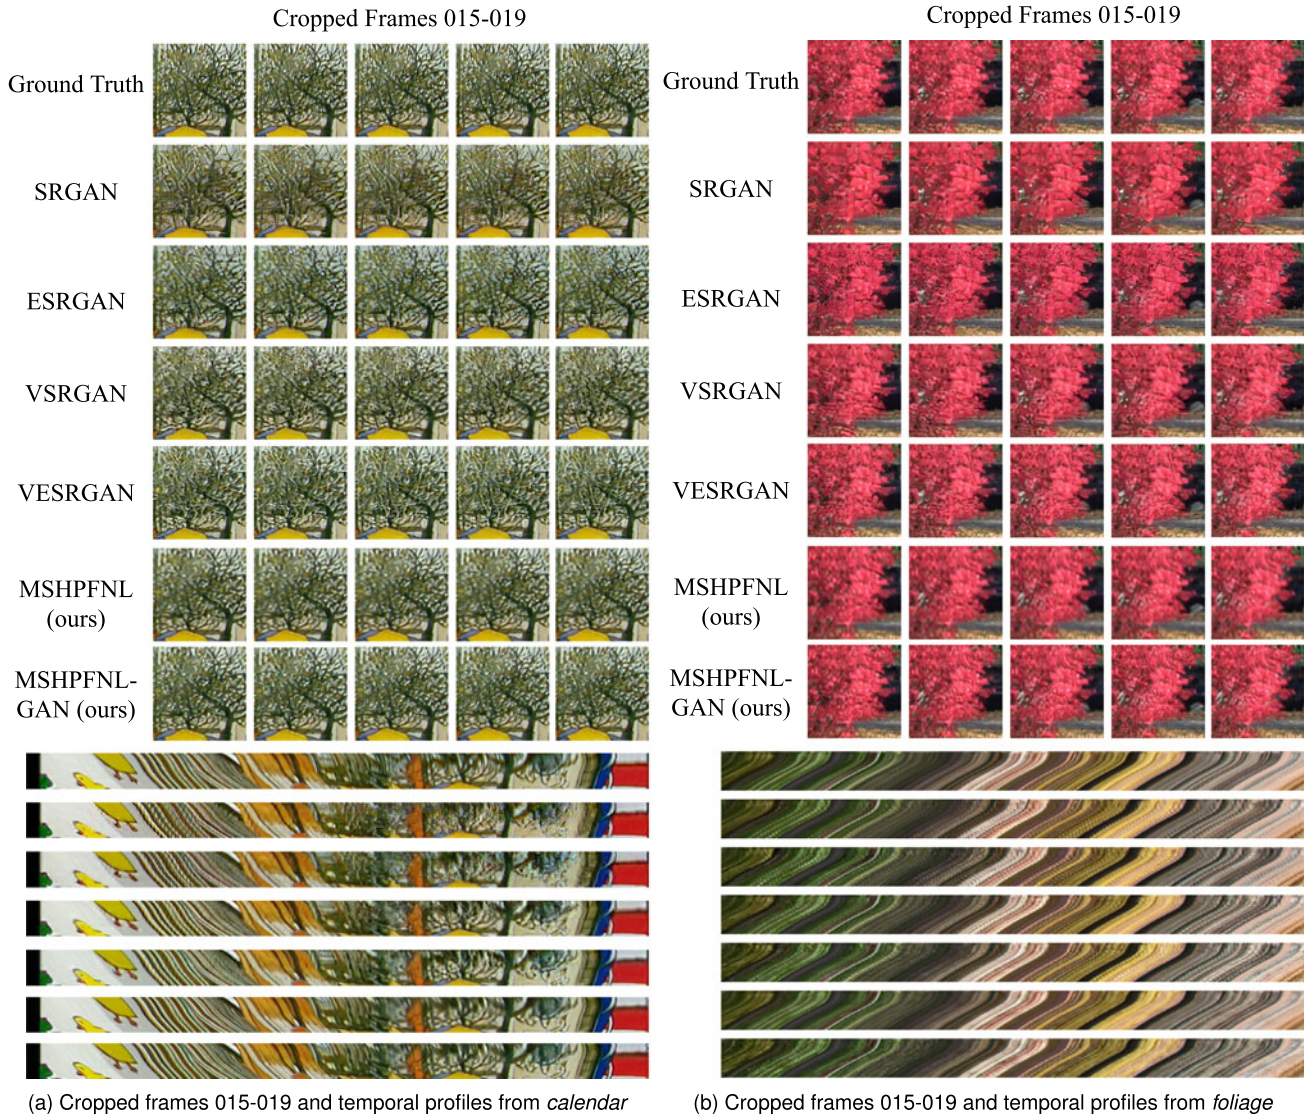 Cropped Frames 015-019
Ground Truth
SRGAN
ESRGAN
VSRGAN
VESRGAN
MSHPFNL
(ours)
MSHPFNL-
GAN (ours)
(a) Cropped frames 015-019 and temporal profiles from calendar
Cropped Frames 015-019
Ground Truth
SRGAN
ESRGAN
VSRGAN
VESRGAN
MSHPFNL
(ours)
MSHPFNL-
GAN (ours)
(b) Cropped frames 015-019 and temporal profiles from foliage